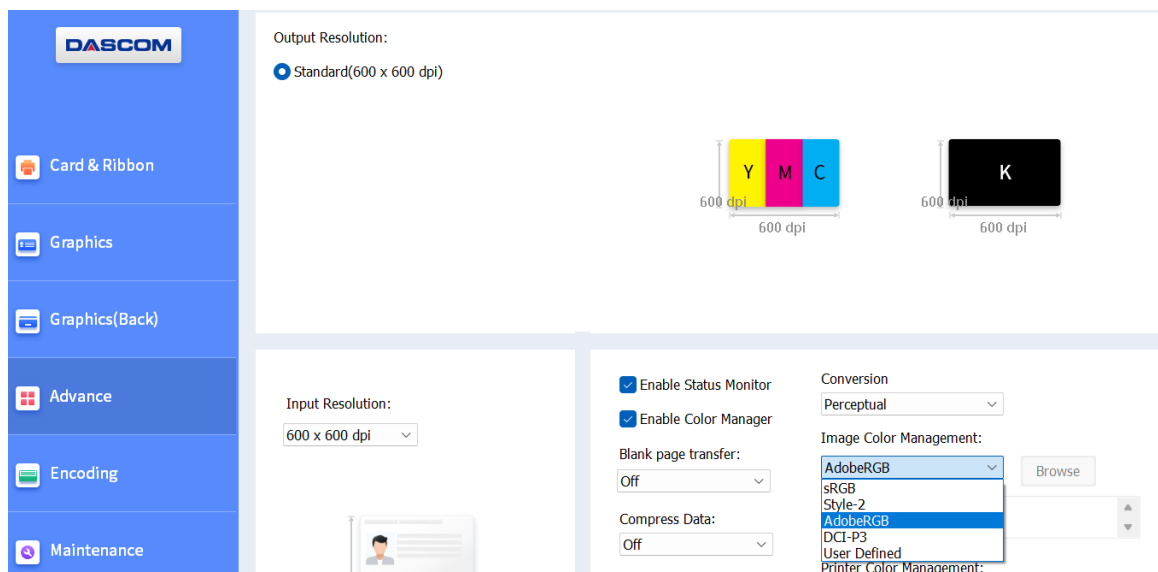 DASCOM
Card & Ribbon
Graphics
Graphics(Back)
Advance
Encoding
Maintenance
Output Resolution:
Standard(600 x 600 dpi)
Y M C
600 dpi
600 dpi
K
600 dpi
600 dpi
Input Resolution:
600 x 600 dpi
Enable Status Monitor
Enable Color Manager
Blank page transfer:
Off
Compress Data:
Off
Conversion
Perceptual
Image Color Management:
AdobeRGB
Browse
sRGB
Style-2
AdobeRGB
DCI-P3
User Defined
Printer Color Management: